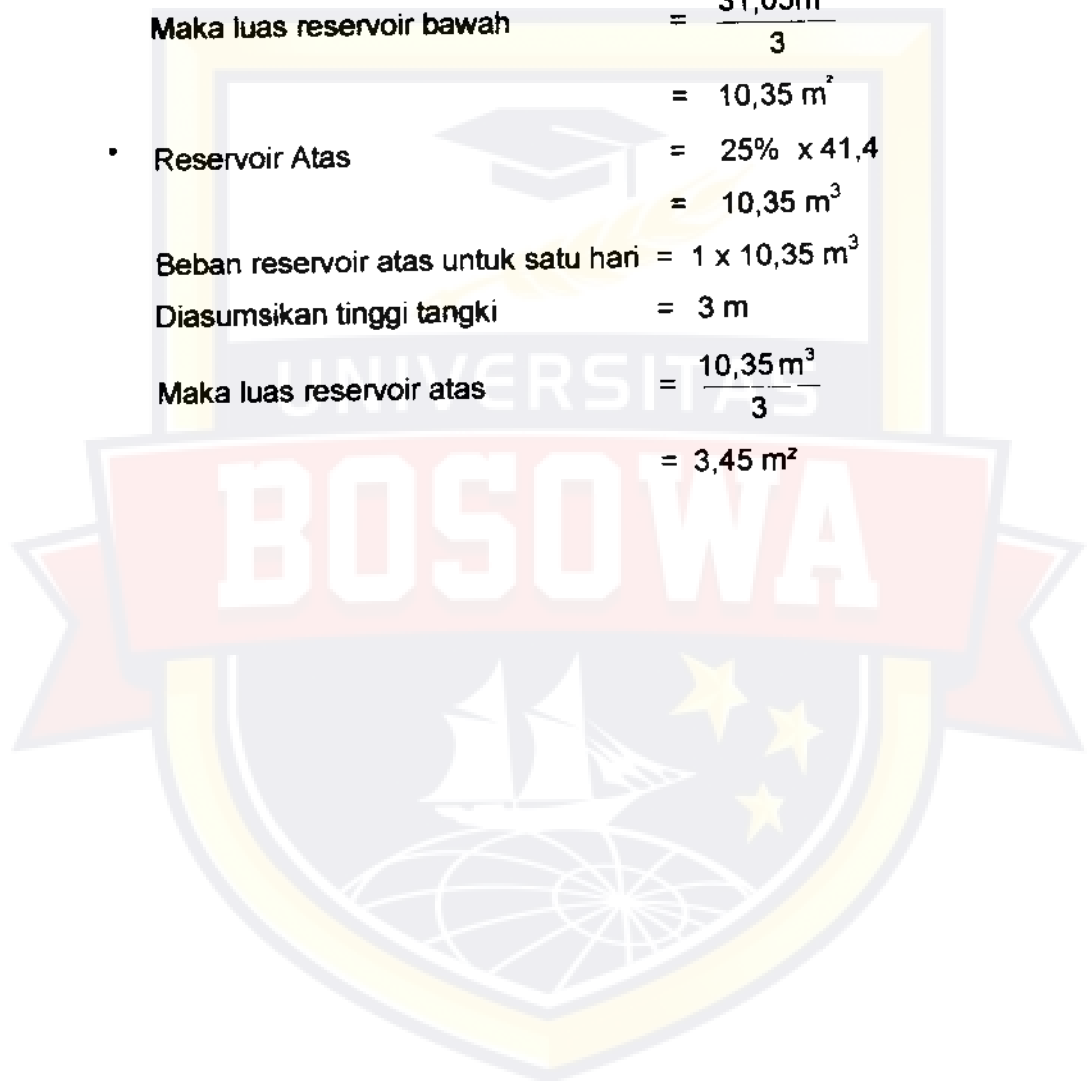 Maka luas reservoir bawah = 31,05m / 3
= 10,35 m²
• Reservoir Atas = 25% x 41,4
= 10,35 m³
Beban reservoir atas untuk satu hari = 1 x 10,35 m³
Diasumsikan tinggi tangki = 3 m
Maka luas reservoir atas = 10,35 m³ / 3
= 3,45 m²
UNIVERSITAS
BOSOWA